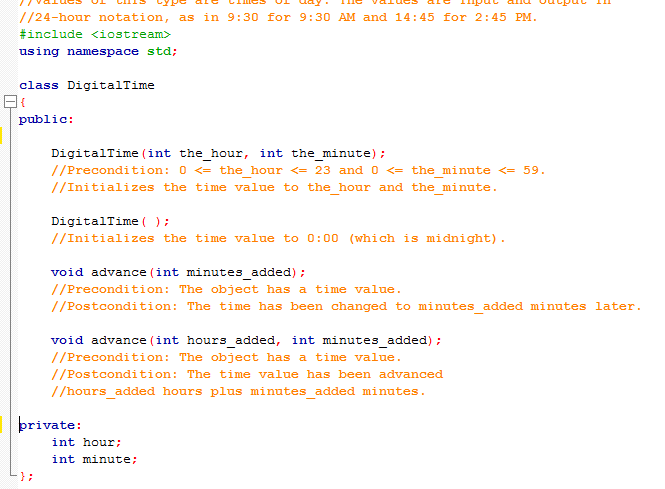 //values of this type are times of day. The values are input and output in
//24-hour notation, as in 9:30 for 9:30 AM and 14:45 for 2:45 PM.
#include <iostream>
using namespace std;
class DigitalTime
{
public:
DigitalTime(int the_hour, int the_minute);
//Precondition: 0 <= the_hour <= 23 and 0 <= the_minute <= 59.
//Initializes the time value to the_hour and the_minute.
DigitalTime( );
//Initializes the time value to 0:00 (which is midnight).
void advance(int minutes_added);
//Precondition: The object has a time value.
//Postcondition: The time has been changed to minutes_added minutes later.
void advance(int hours_added, int minutes_added);
//Precondition: The object has a time value.
//Postcondition: The time value has been advanced
//hours_added hours plus minutes_added minutes.
private:
int hour;
int minute;
};